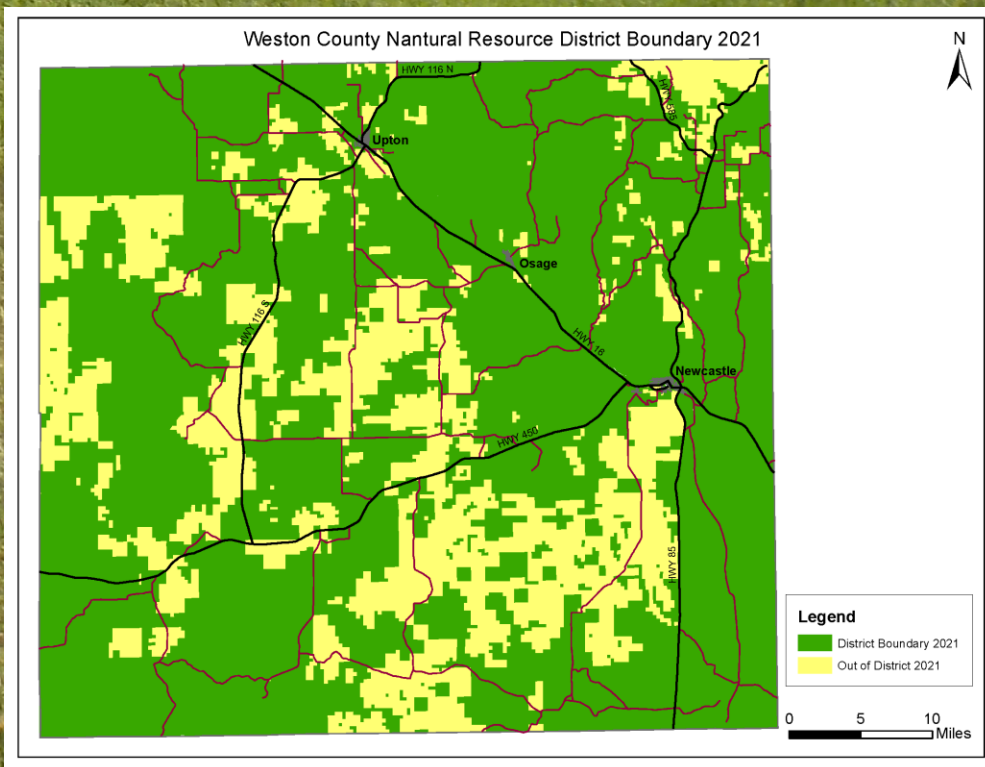 Weston County Nantural Resource District Boundary 2021
N
HWY 116 N
HWY 585
Upton
Osage
HWY 116 S
HWY 16
Newcastle
HWY 450
HWY 85
Legend
District Boundary 2021
Out of District 2021
0 5 10
Miles